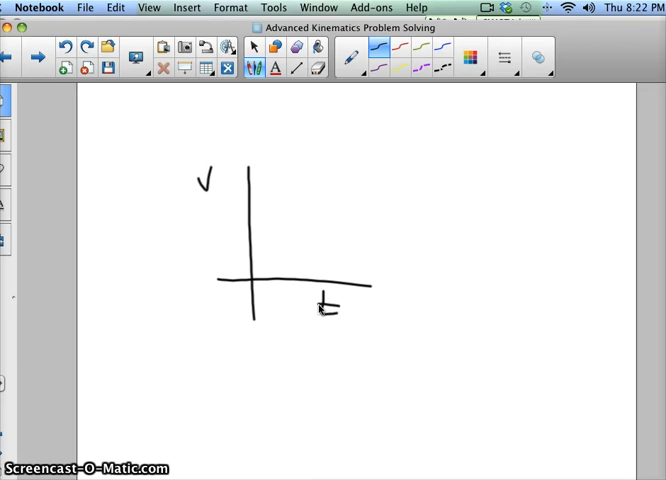 Notebook File Edit View Insert Format Tools Window Add-ons Help Thu 8:22 PM
Advanced Kinematics Problem Solving
A
V
t
Screencast-O-Matic.com